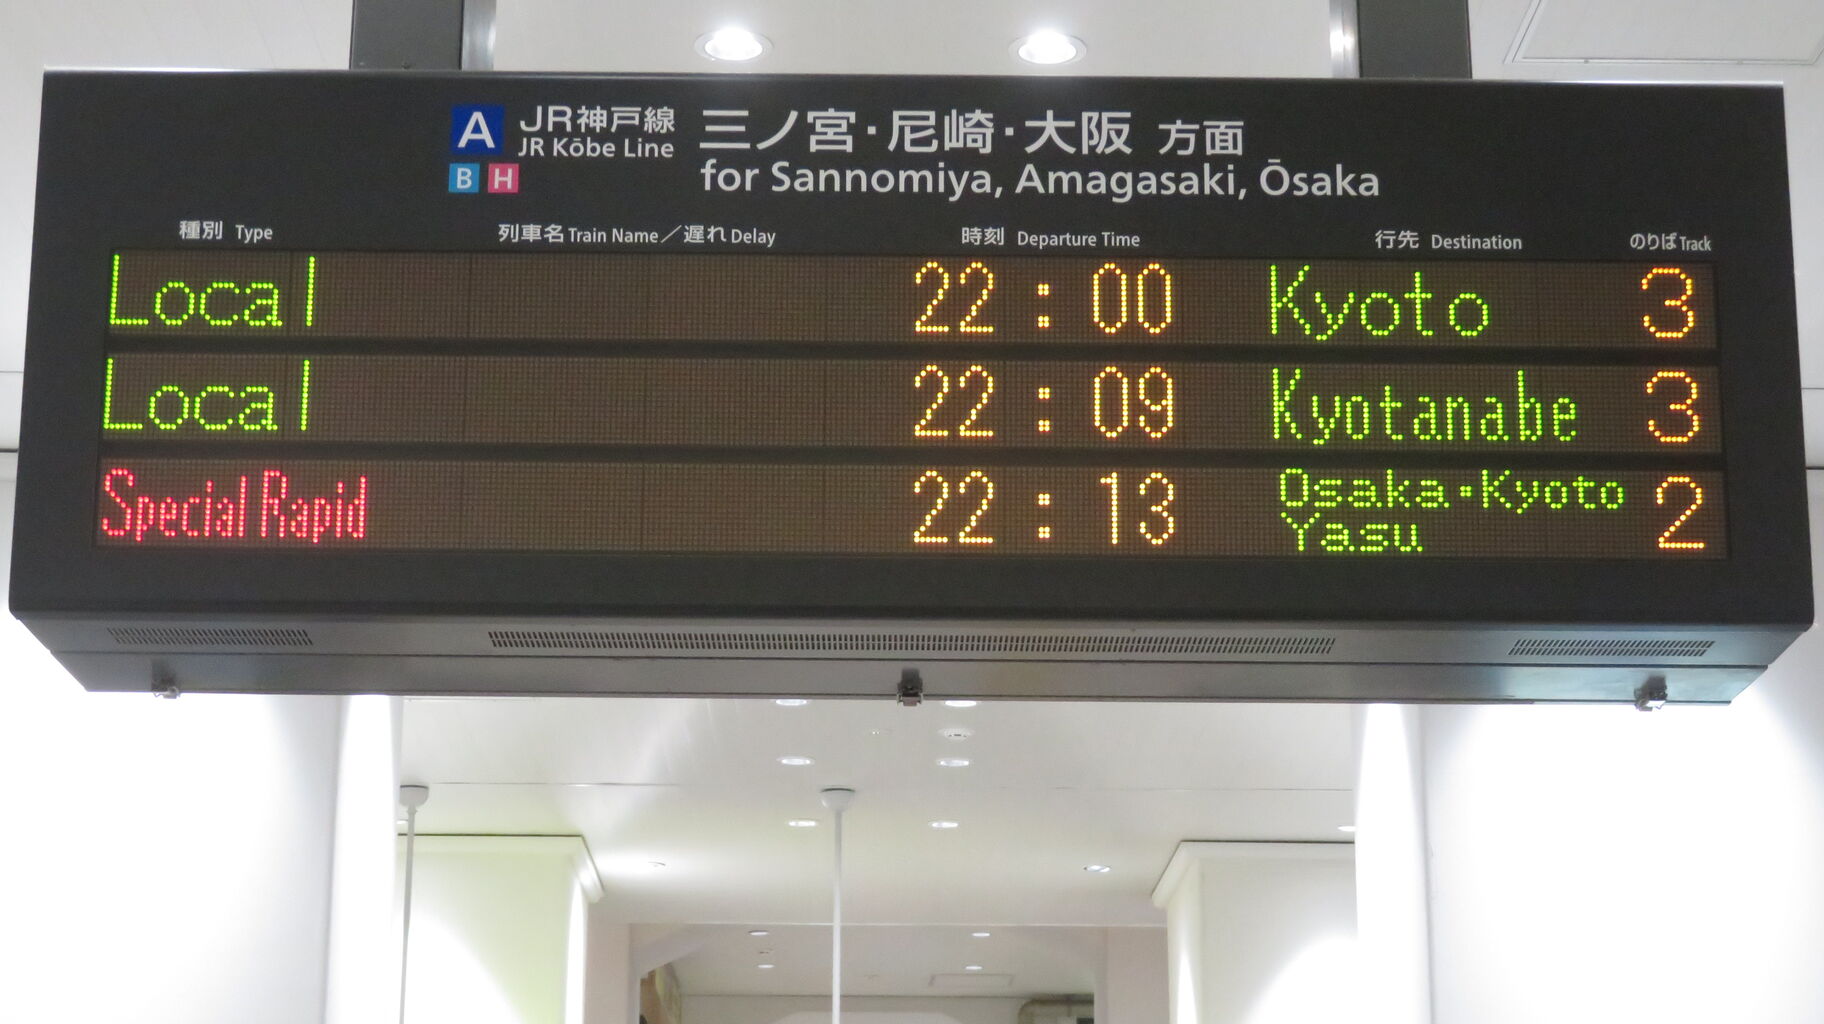 A JR神戸線 三ノ宮・尼崎・大阪 方面
JR Kōbe Line
B H for Sannomiya, Amagasaki, Ōsaka
種別 Type 列車名 Train Name／遅れ Delay 時刻 Departure Time 行先 Destination のりば Track
Local 22:00 Kyoto 3
Local 22:09 Kyotanabe 3
Special Rapid 22:13 Osaka・Kyoto 2
Yasu